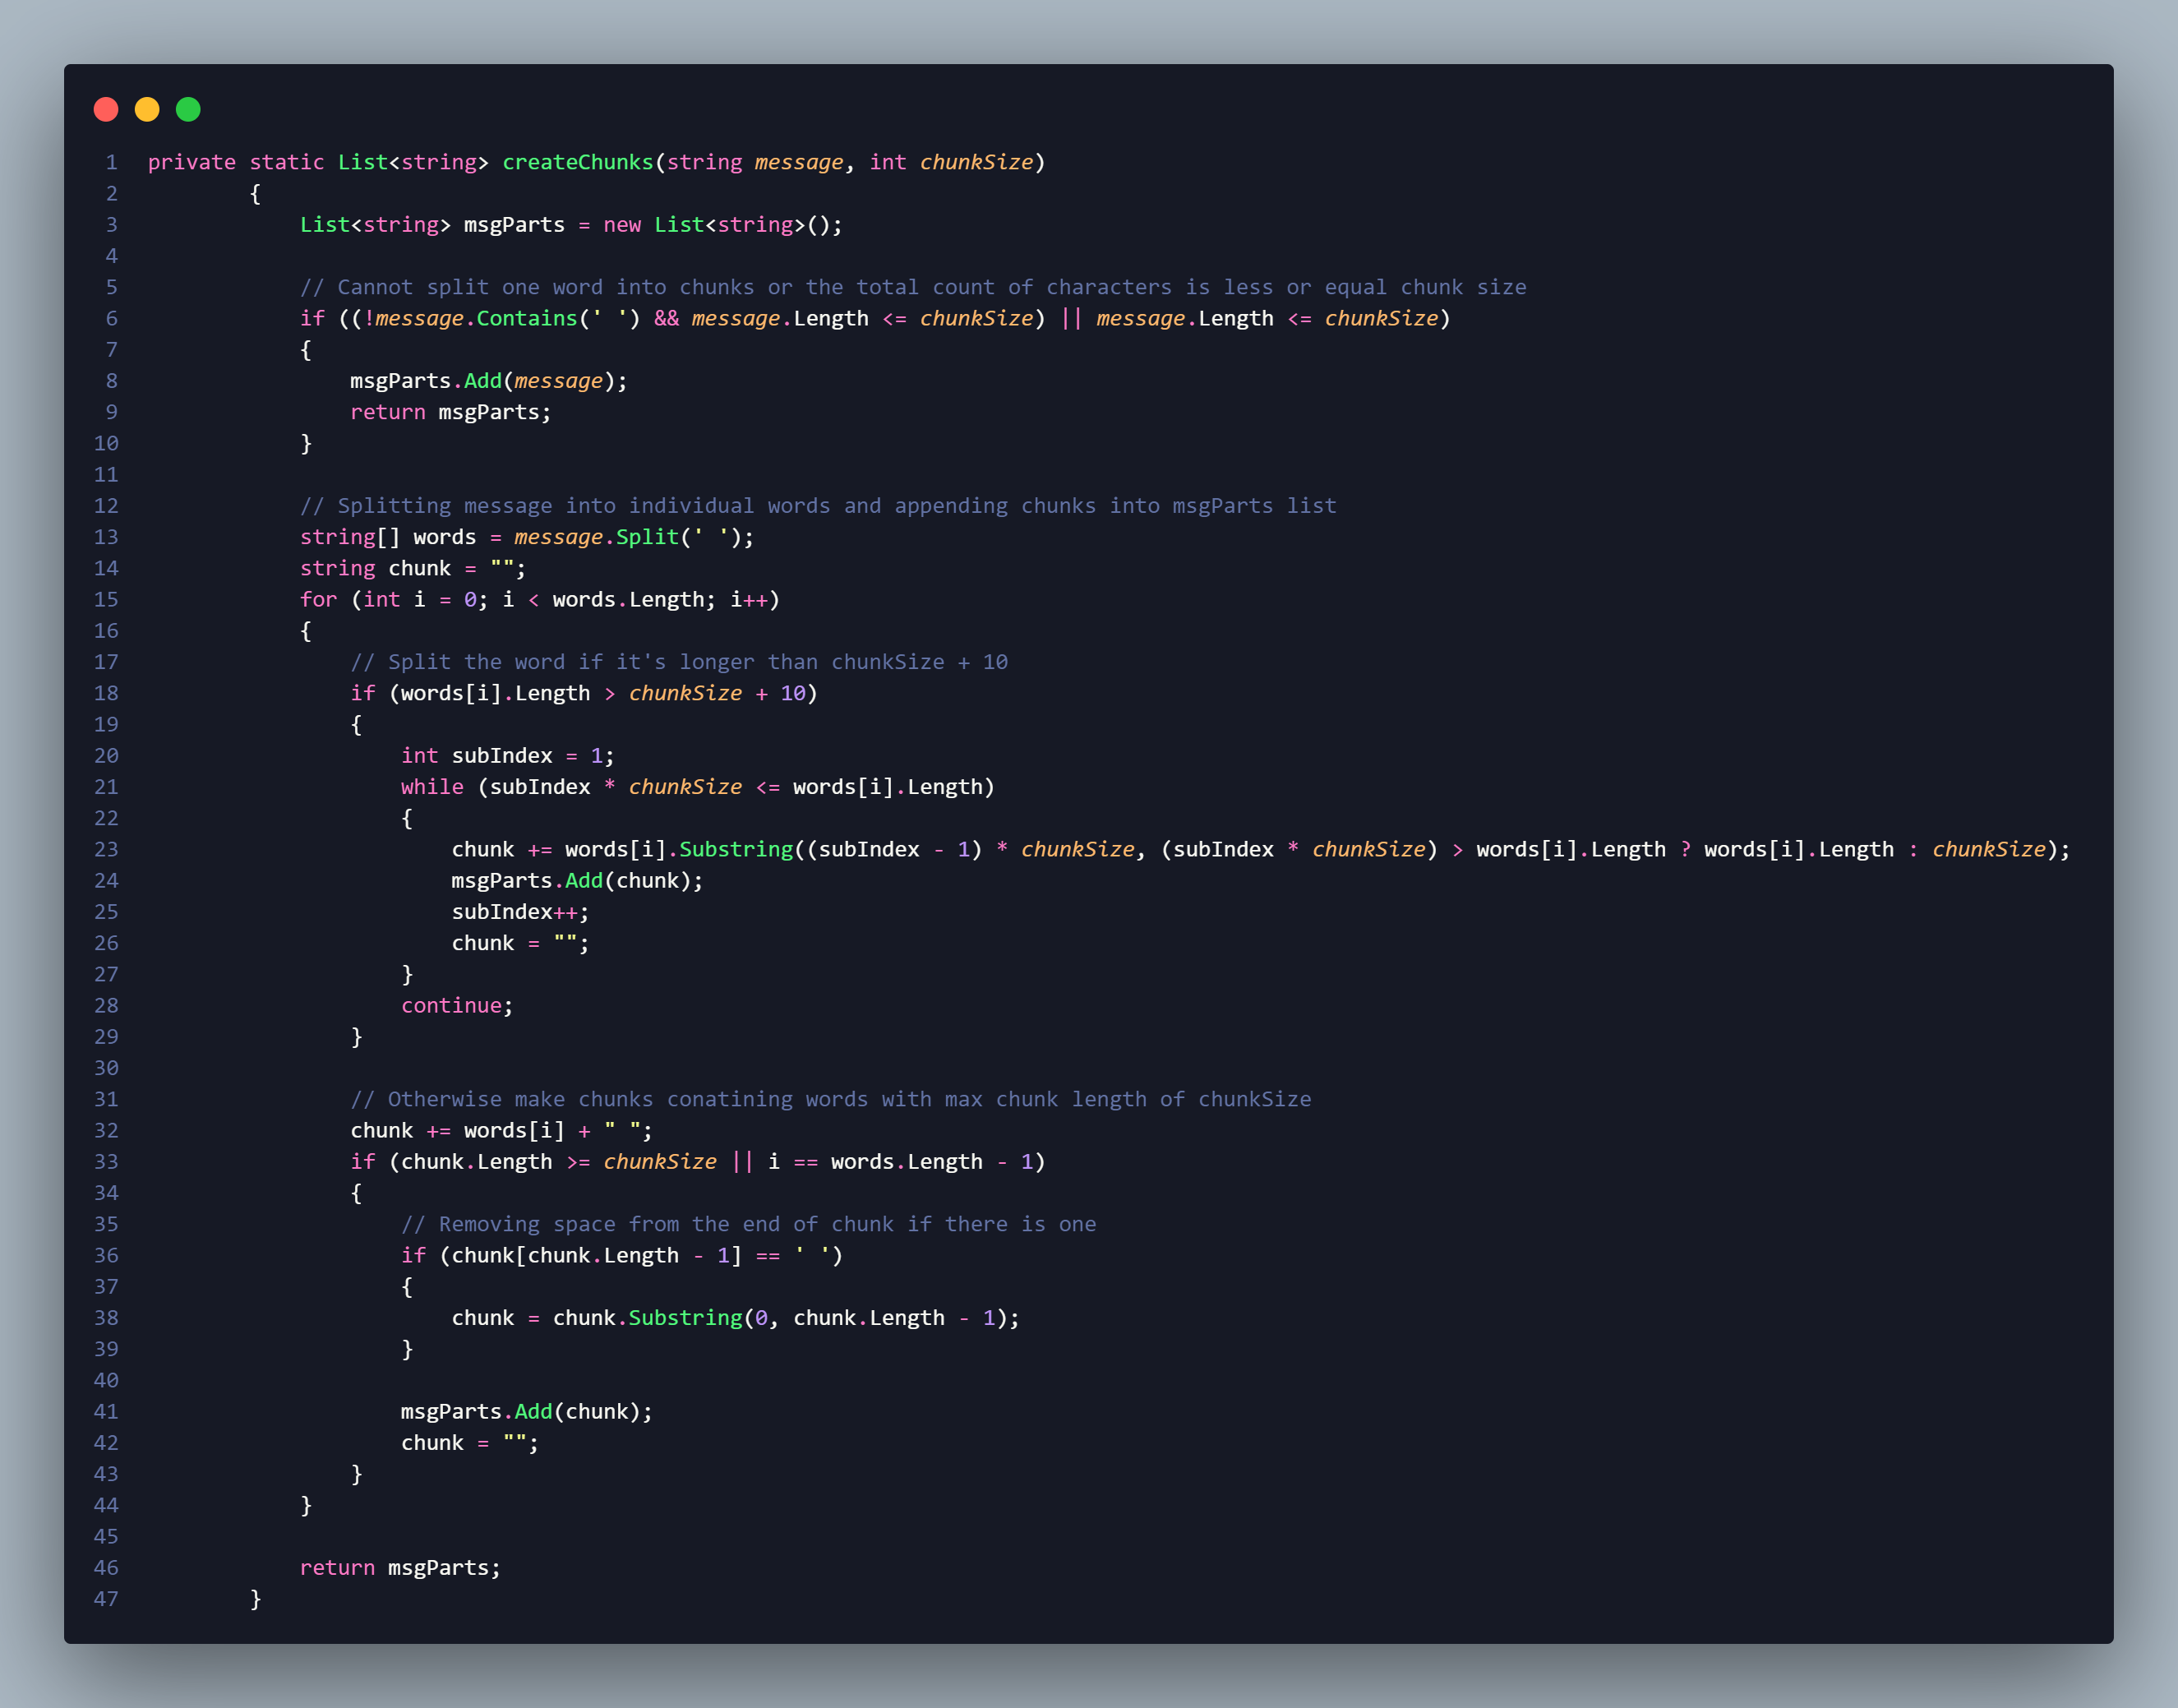 1 private static List<string> createChunks(string message, int chunkSize)
2         {
3             List<string> msgParts = new List<string>();
4
5             // Cannot split one word into chunks or the total count of characters is less or equal chunk size
6             if ((!message.Contains(' ') && message.Length <= chunkSize) || message.Length <= chunkSize)
7             {
8                 msgParts.Add(message);
9                 return msgParts;
10             }
11
12             // Splitting message into individual words and appending chunks into msgParts list
13             string[] words = message.Split(' ');
14             string chunk = "";
15             for (int i = 0; i < words.Length; i++)
16             {
17                 // Split the word if it's longer than chunkSize + 10
18                 if (words[i].Length > chunkSize + 10)
19                 {
20                     int subIndex = 1;
21                     while (subIndex * chunkSize <= words[i].Length)
22                     {
23                         chunk += words[i].Substring((subIndex - 1) * chunkSize, (subIndex * chunkSize) > words[i].Length ? words[i].Length : chunkSize);
24                         msgParts.Add(chunk);
25                         subIndex++;
26                         chunk = "";
27                     }
28                     continue;
29                 }
30
31                 // Otherwise make chunks conatining words with max chunk length of chunkSize
32                 chunk += words[i] + " ";
33                 if (chunk.Length >= chunkSize || i == words.Length - 1)
34                 {
35                     // Removing space from the end of chunk if there is one
36                     if (chunk[chunk.Length - 1] == ' ')
37                     {
38                         chunk = chunk.Substring(0, chunk.Length - 1);
39                     }
40
41                     msgParts.Add(chunk);
42                     chunk = "";
43                 }
44             }
45
46             return msgParts;
47         }